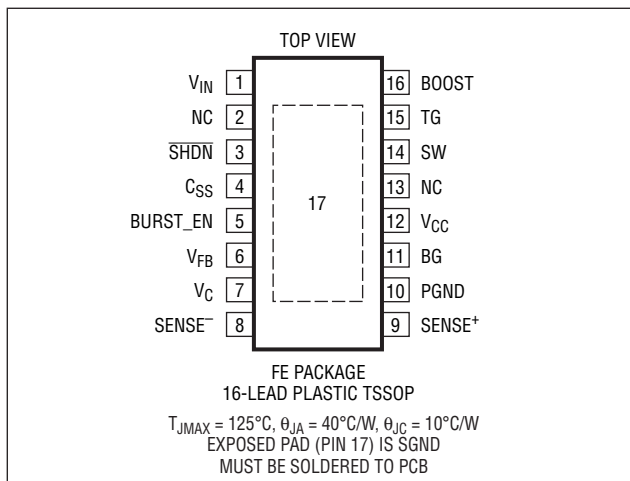 TOP VIEW
V_IN 1 16 BOOST
NC 2 15 TG
S̅H̅D̅N̅ 3 14 SW
C_SS 4 13 NC
BURST_EN 5 12 V_CC
V_FB 6 11 BG
V_C 7 10 PGND
SENSE⁻ 8 9 SENSE⁺
17
FE PACKAGE
16-LEAD PLASTIC TSSOP
T_JMAX = 125°C, θ_JA = 40°C/W, θ_JC = 10°C/W
EXPOSED PAD (PIN 17) IS SGND
MUST BE SOLDERED TO PCB